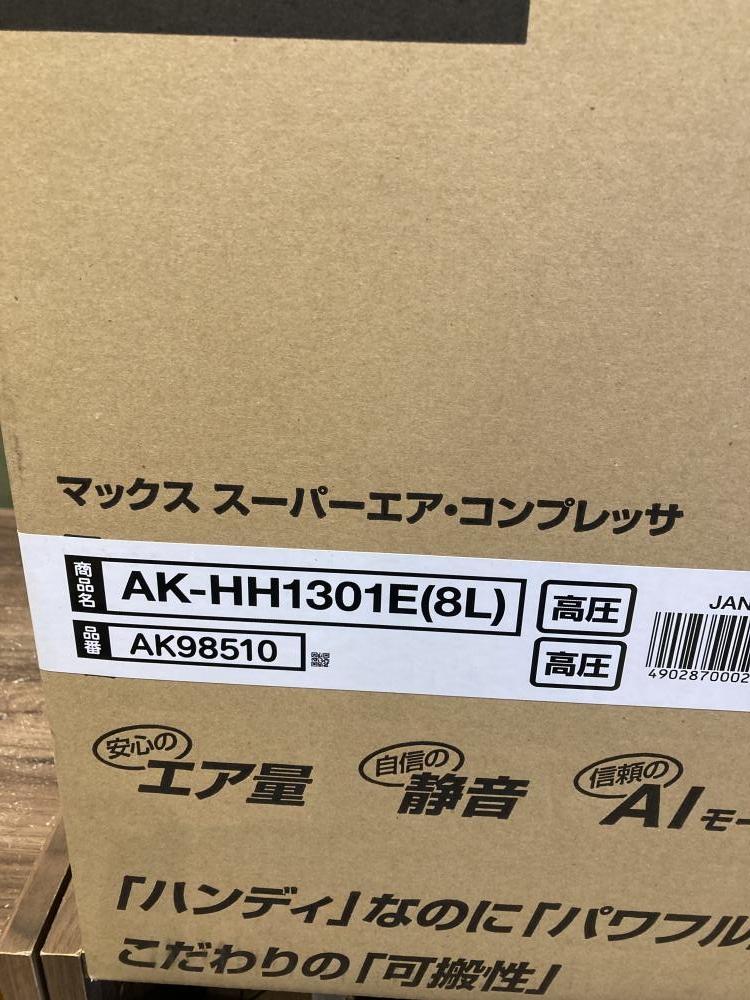 マックス スーパーエア・コンプレッサ
商品名 AK-HH1301E(8L) 高圧
JAN
品番 AK98510 高圧
4902870002
安心の エア量
自信の 静音
信頼の AIモー
「ハンディ」なのに「パワフル
こだわりの「可搬性」